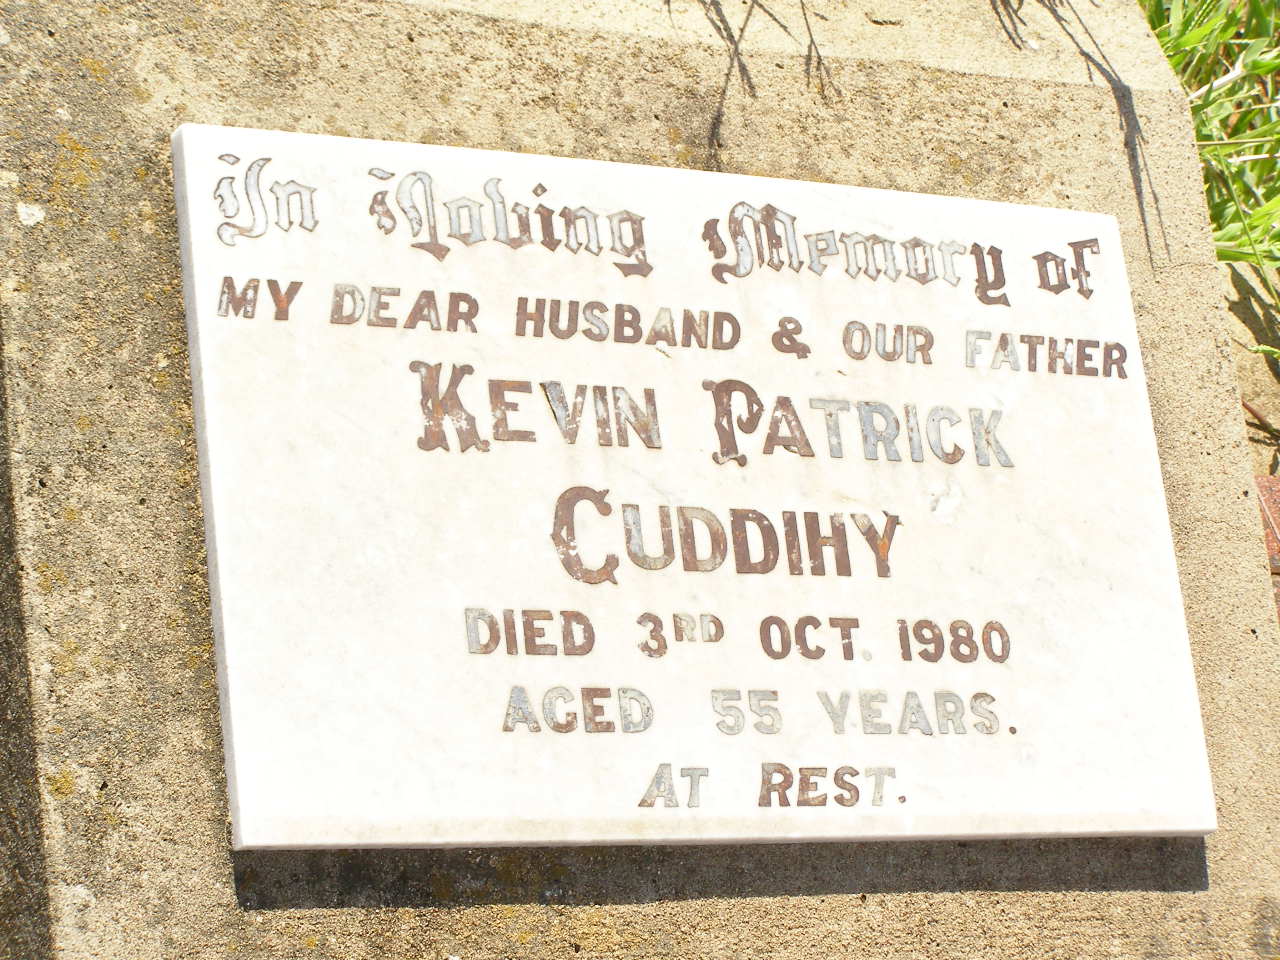 In Loving Memory of
MY DEAR HUSBAND & OUR FATHER
KEVIN PATRICK
CUDDIHY
DIED 3RD OCT. 1980
AGED 55 YEARS.
AT REST.